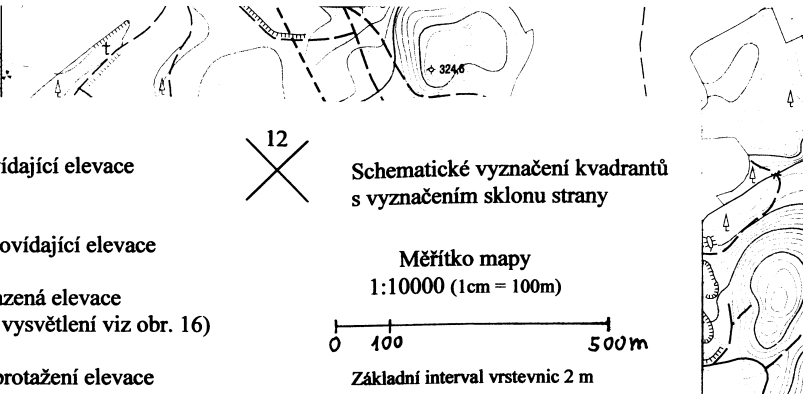 t
324,6
12
vídající elevace
Schematické vyznačení kvadrantů
s vyznačením sklonu strany
ovídající elevace
Měřítko mapy
1:10000 (1cm = 100m)
azená elevace
vysvětlení viz obr. 16)
0 100 500m
protažení elevace
Základní interval vrstevnic 2 m